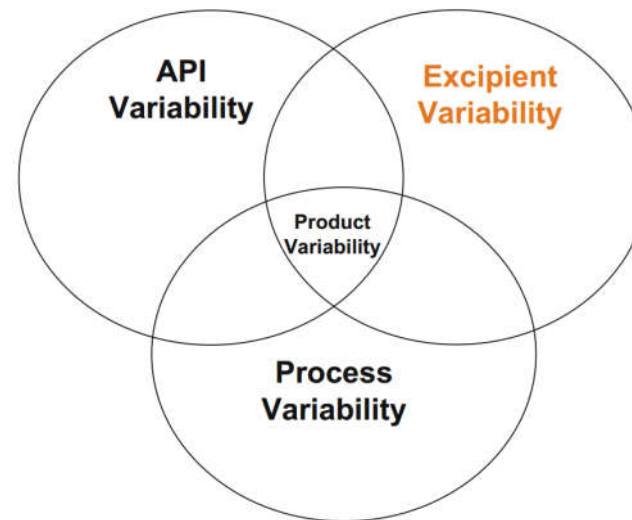 API
Variability
Excipient
Variability
Product
Variability
Process
Variability